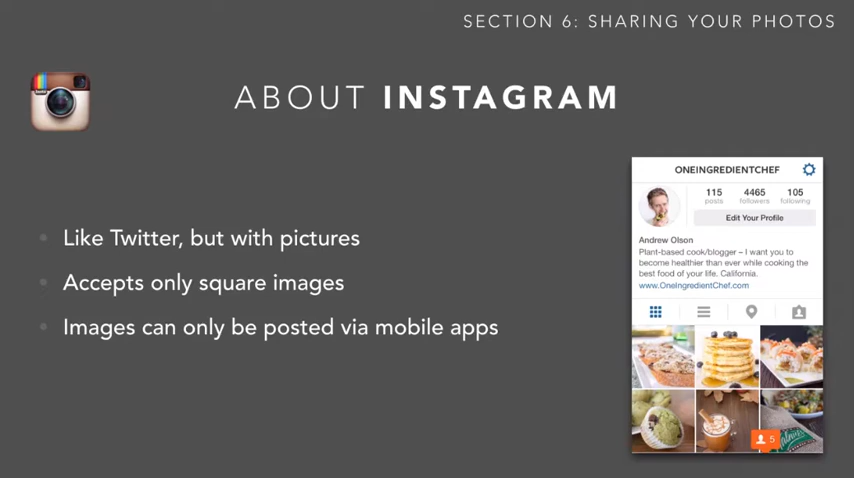 SECTION 6: SHARING YOUR PHOTOS
ABOUT INSTAGRAM
Like Twitter, but with pictures
Accepts only square images
Images can only be posted via mobile apps
ONEINGREDIENTCHEF
115 4465 105
posts followers following
Edit Your Profile
Andrew Olson
Plant-based cook/blogger – I want you to
become healthier than ever while cooking the
best food of your life. California.
www.OneIngredientChef.com
5